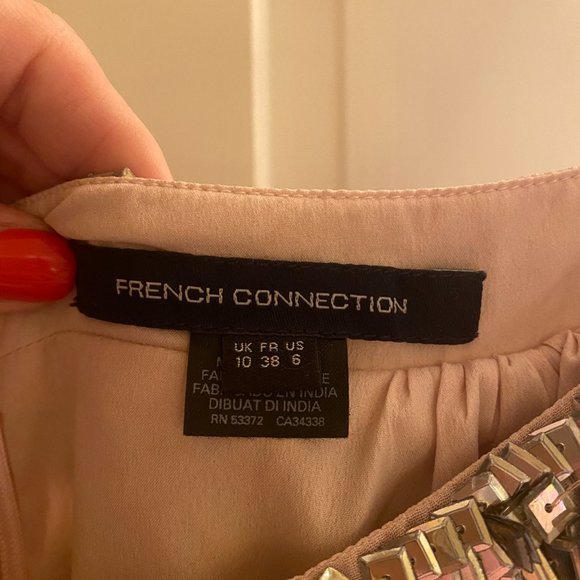 FRENCH CONNECTION
UK FR US
10 38 6
DIBUAT DI INDIA
RN 53372 CA34338